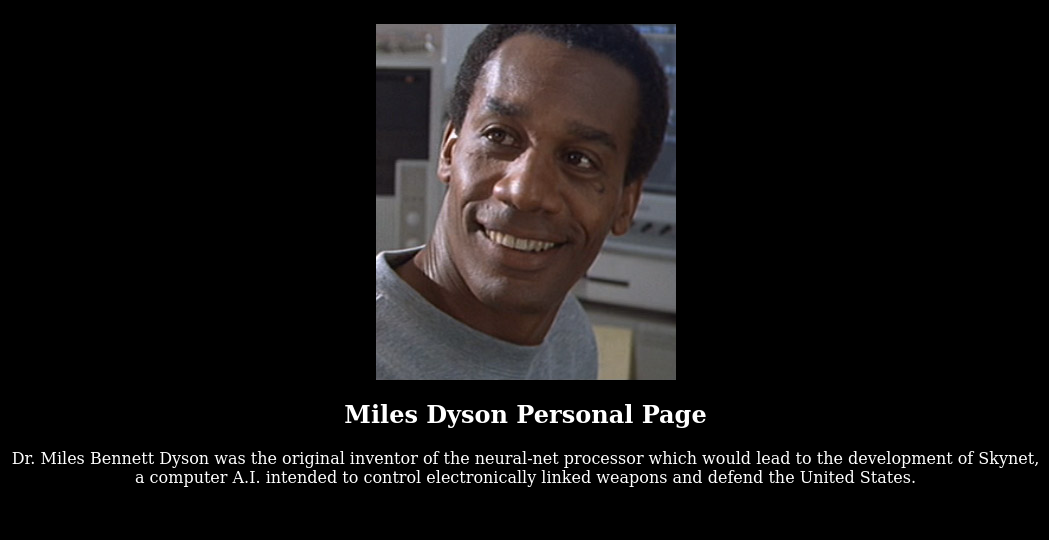 Miles Dyson Personal Page
Dr. Miles Bennett Dyson was the original inventor of the neural-net processor which would lead to the development of Skynet,
a computer A.I. intended to control electronically linked weapons and defend the United States.